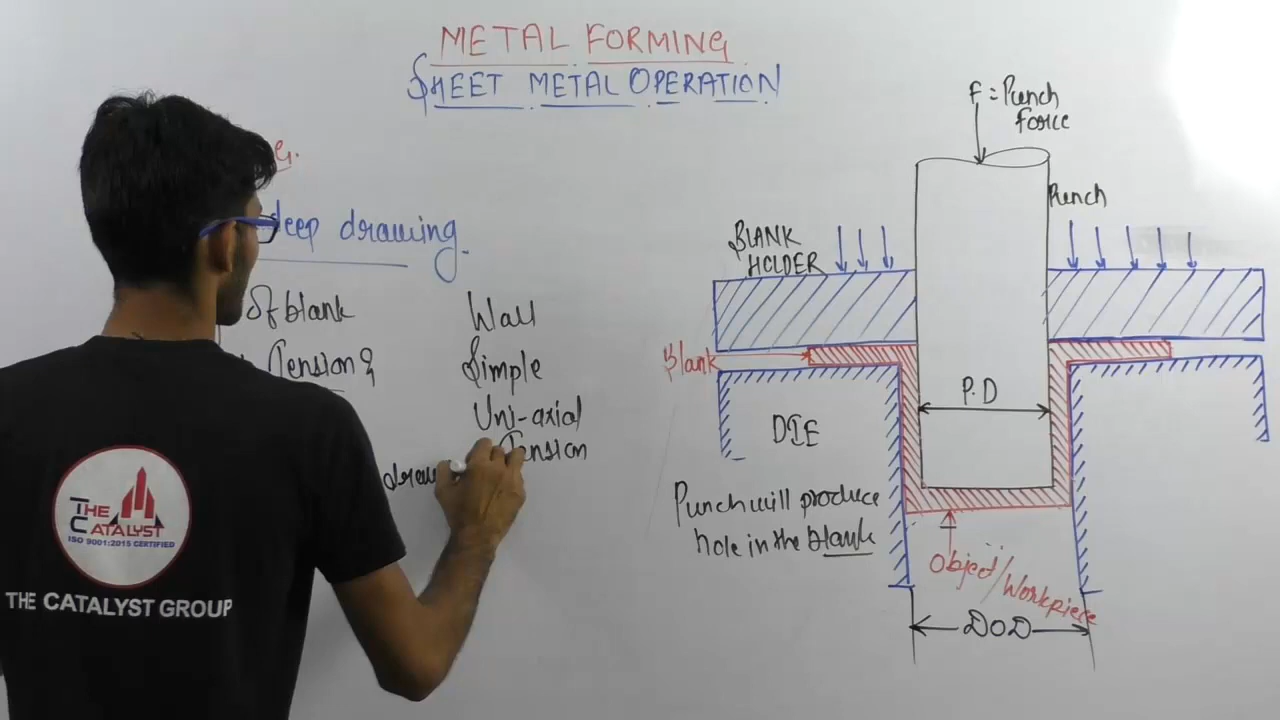 METAL FORMING
SHEET METAL OPERATION
deep drawing.
Of blank
Tension &
Wall
Simple
Uni-axial
Tension
F = Punch
force
Punch
BLANK
HOLDER
Blank
P.D
DIE
Punch will produce
hole in the blank
Object/Workpiece
DOD
THE
CATALYST
ISO 9001:2015 CERTIFIED
THE CATALYST GROUP